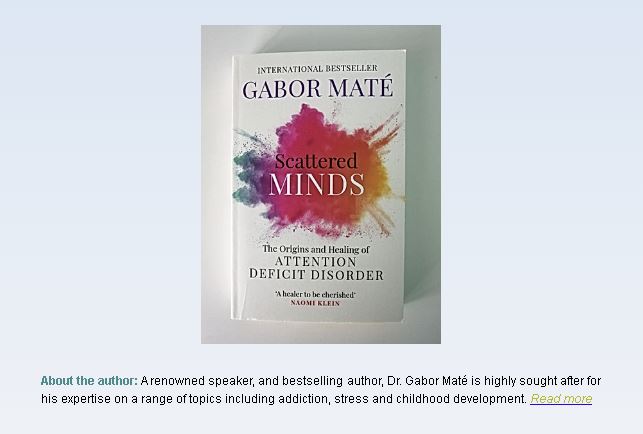 INTERNATIONAL BESTSELLER
GABOR MATÉ
Scattered
MINDS
The Origins and Healing of
ATTENTION
DEFICIT DISORDER
'A healer to be cherished'
NAOMI KLEIN
About the author: A renowned speaker, and bestselling author, Dr. Gabor Maté is highly sought after for
his expertise on a range of topics including addiction, stress and childhood development. Read more